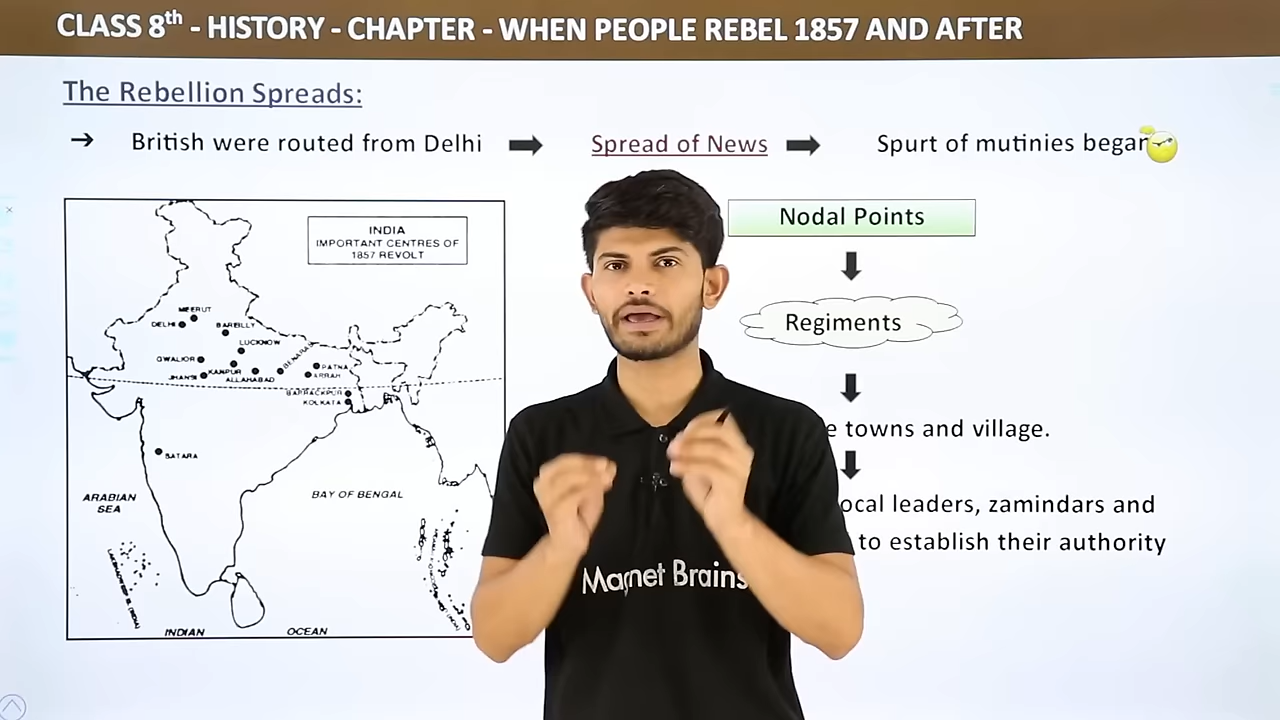 CLASS 8th - HISTORY - CHAPTER - WHEN PEOPLE REBEL 1857 AND AFTER
The Rebellion Spreads:
→ British were routed from Delhi ➡ Spread of News ➡ Spurt of mutinies began
INDIA
IMPORTANT CENTRES OF
1857 REVOLT
Nodal Points
Regiments
towns and village.
ocal leaders, zamindars and
to establish their authority
MEERUT
DELHI
BAREILLY
LUCKNOW
GWALIOR
BENARAS
JHANSI
KANPUR
PATNA
ALLAHABAD
ARRAH
BARRACKPUR
KOLKATA
SATARA
ARABIAN
SEA
BAY OF BENGAL
INDIAN OCEAN
Magnet Brains